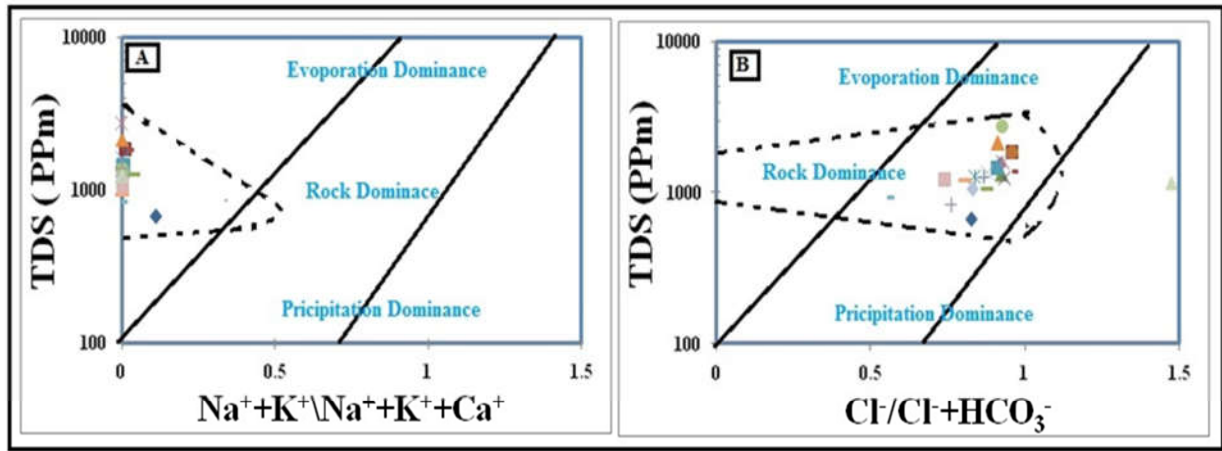 A
TDS ( PPm)
10000
1000
100
Evoporation Dominance
Rock Dominace
Pricipitation Dominance
0
0.5
1
1.5
Na⁺+K⁺\Na⁺+K⁺+Ca⁺
B
TDS (PPm)
10000
1000
100
Evoporation Dominance
Rock Dominance
Pricipitation Dominance
0
0.5
1
1.5
Cl⁻/Cl⁻+HCO₃⁻